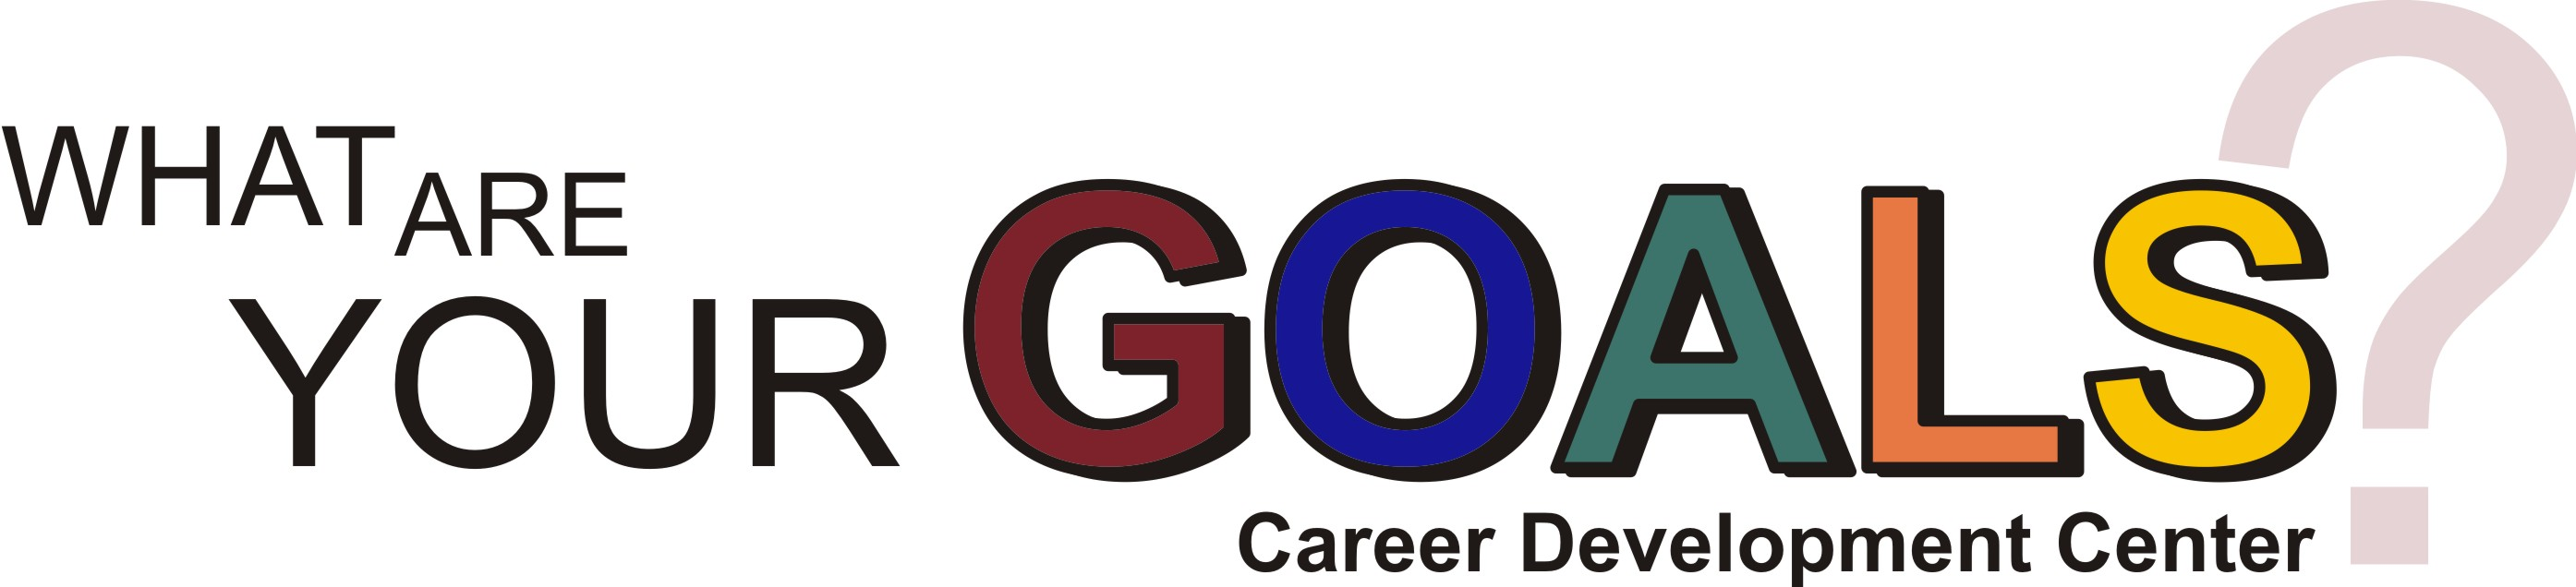 WHAT ARE
YOUR GOALS?
Career Development Center